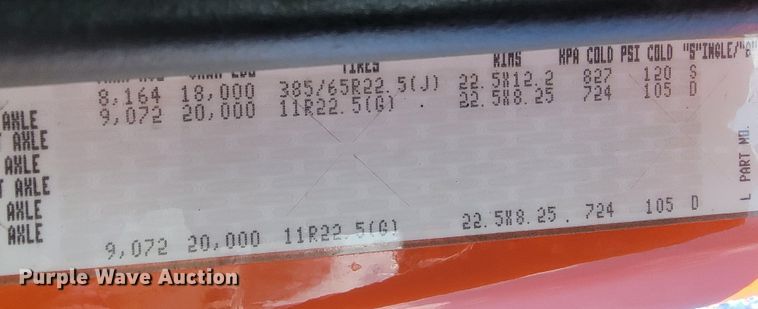 TIRES RIMS KPA COLD PSI COLD "S"INGLE/"D"
8,164 18,000 385/65R22.5(J) 22.5X12.2 827 120 S
AXLE 9,072 20,000 11R22.5(G) 22.5X8.25 724 105 D
AXLE
AXLE
AXLE
AXLE
AXLE 9,072 20,000 11R22.5(G) 22.5X8.25 . 724 105 D
L PART NO.
Purple Wave Auction